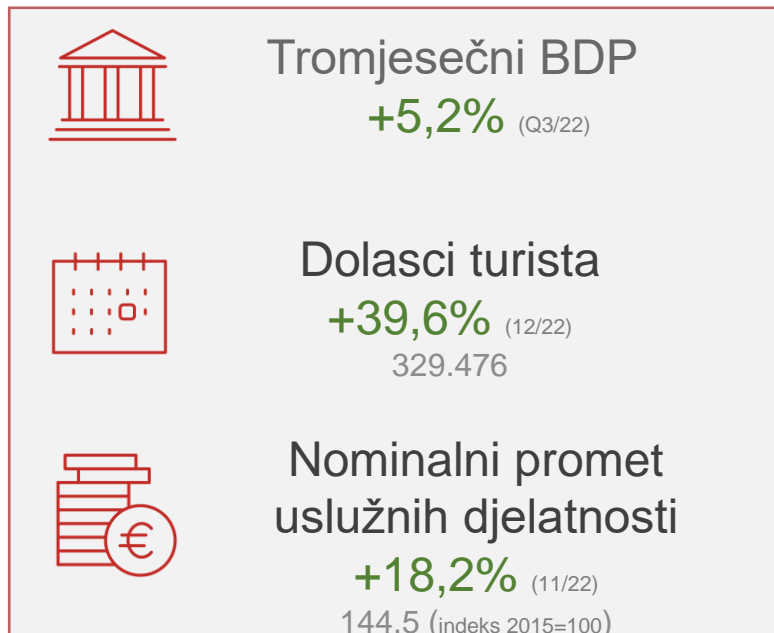 Tromjesečni BDP
+5,2% (Q3/22)
Dolasci turista
+39,6% (12/22)
329.476
Nominalni promet
uslužnih djelatnosti
+18,2% (11/22)
144,5 (indeks 2015=100)